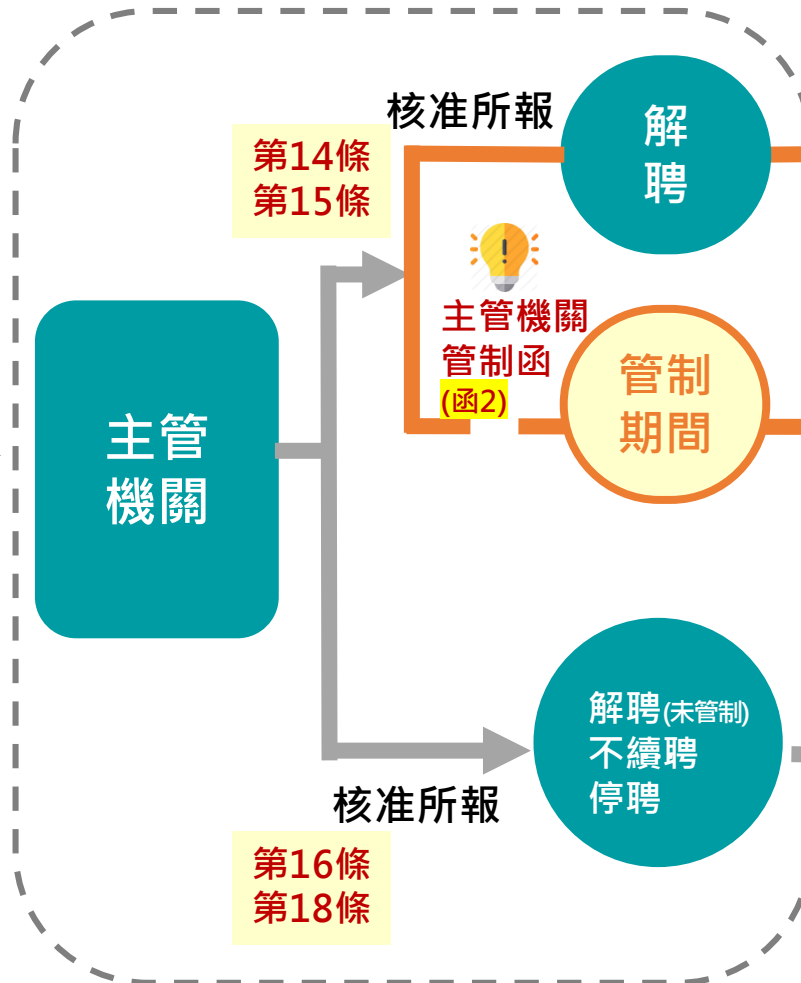 核准所報
解
聘
第14條
第15條
主管機關
管制函
(函2)
管制
期間
主管
機關
解聘(未管制)
不續聘
停聘
核准所報
第16條
第18條